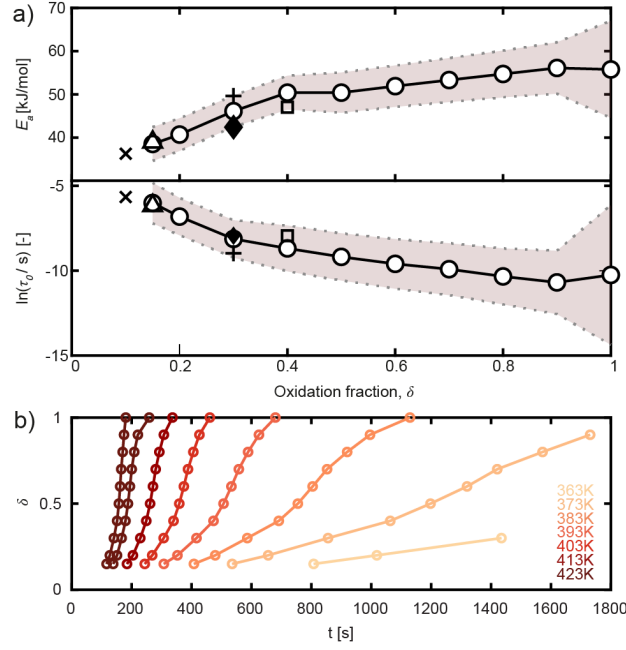 a)
70
60
50
40
E_a [kJ/mol]
-5
-10
-15
ln(τ_0 / s) [-]
0
0.2
0.4
0.6
0.8
1
Oxidation fraction, δ
b)
1
0.5
0
δ
363K
373K
383K
393K
403K
413K
423K
0
200
400
600
800
1000
1200
1400
1600
1800
t [s]